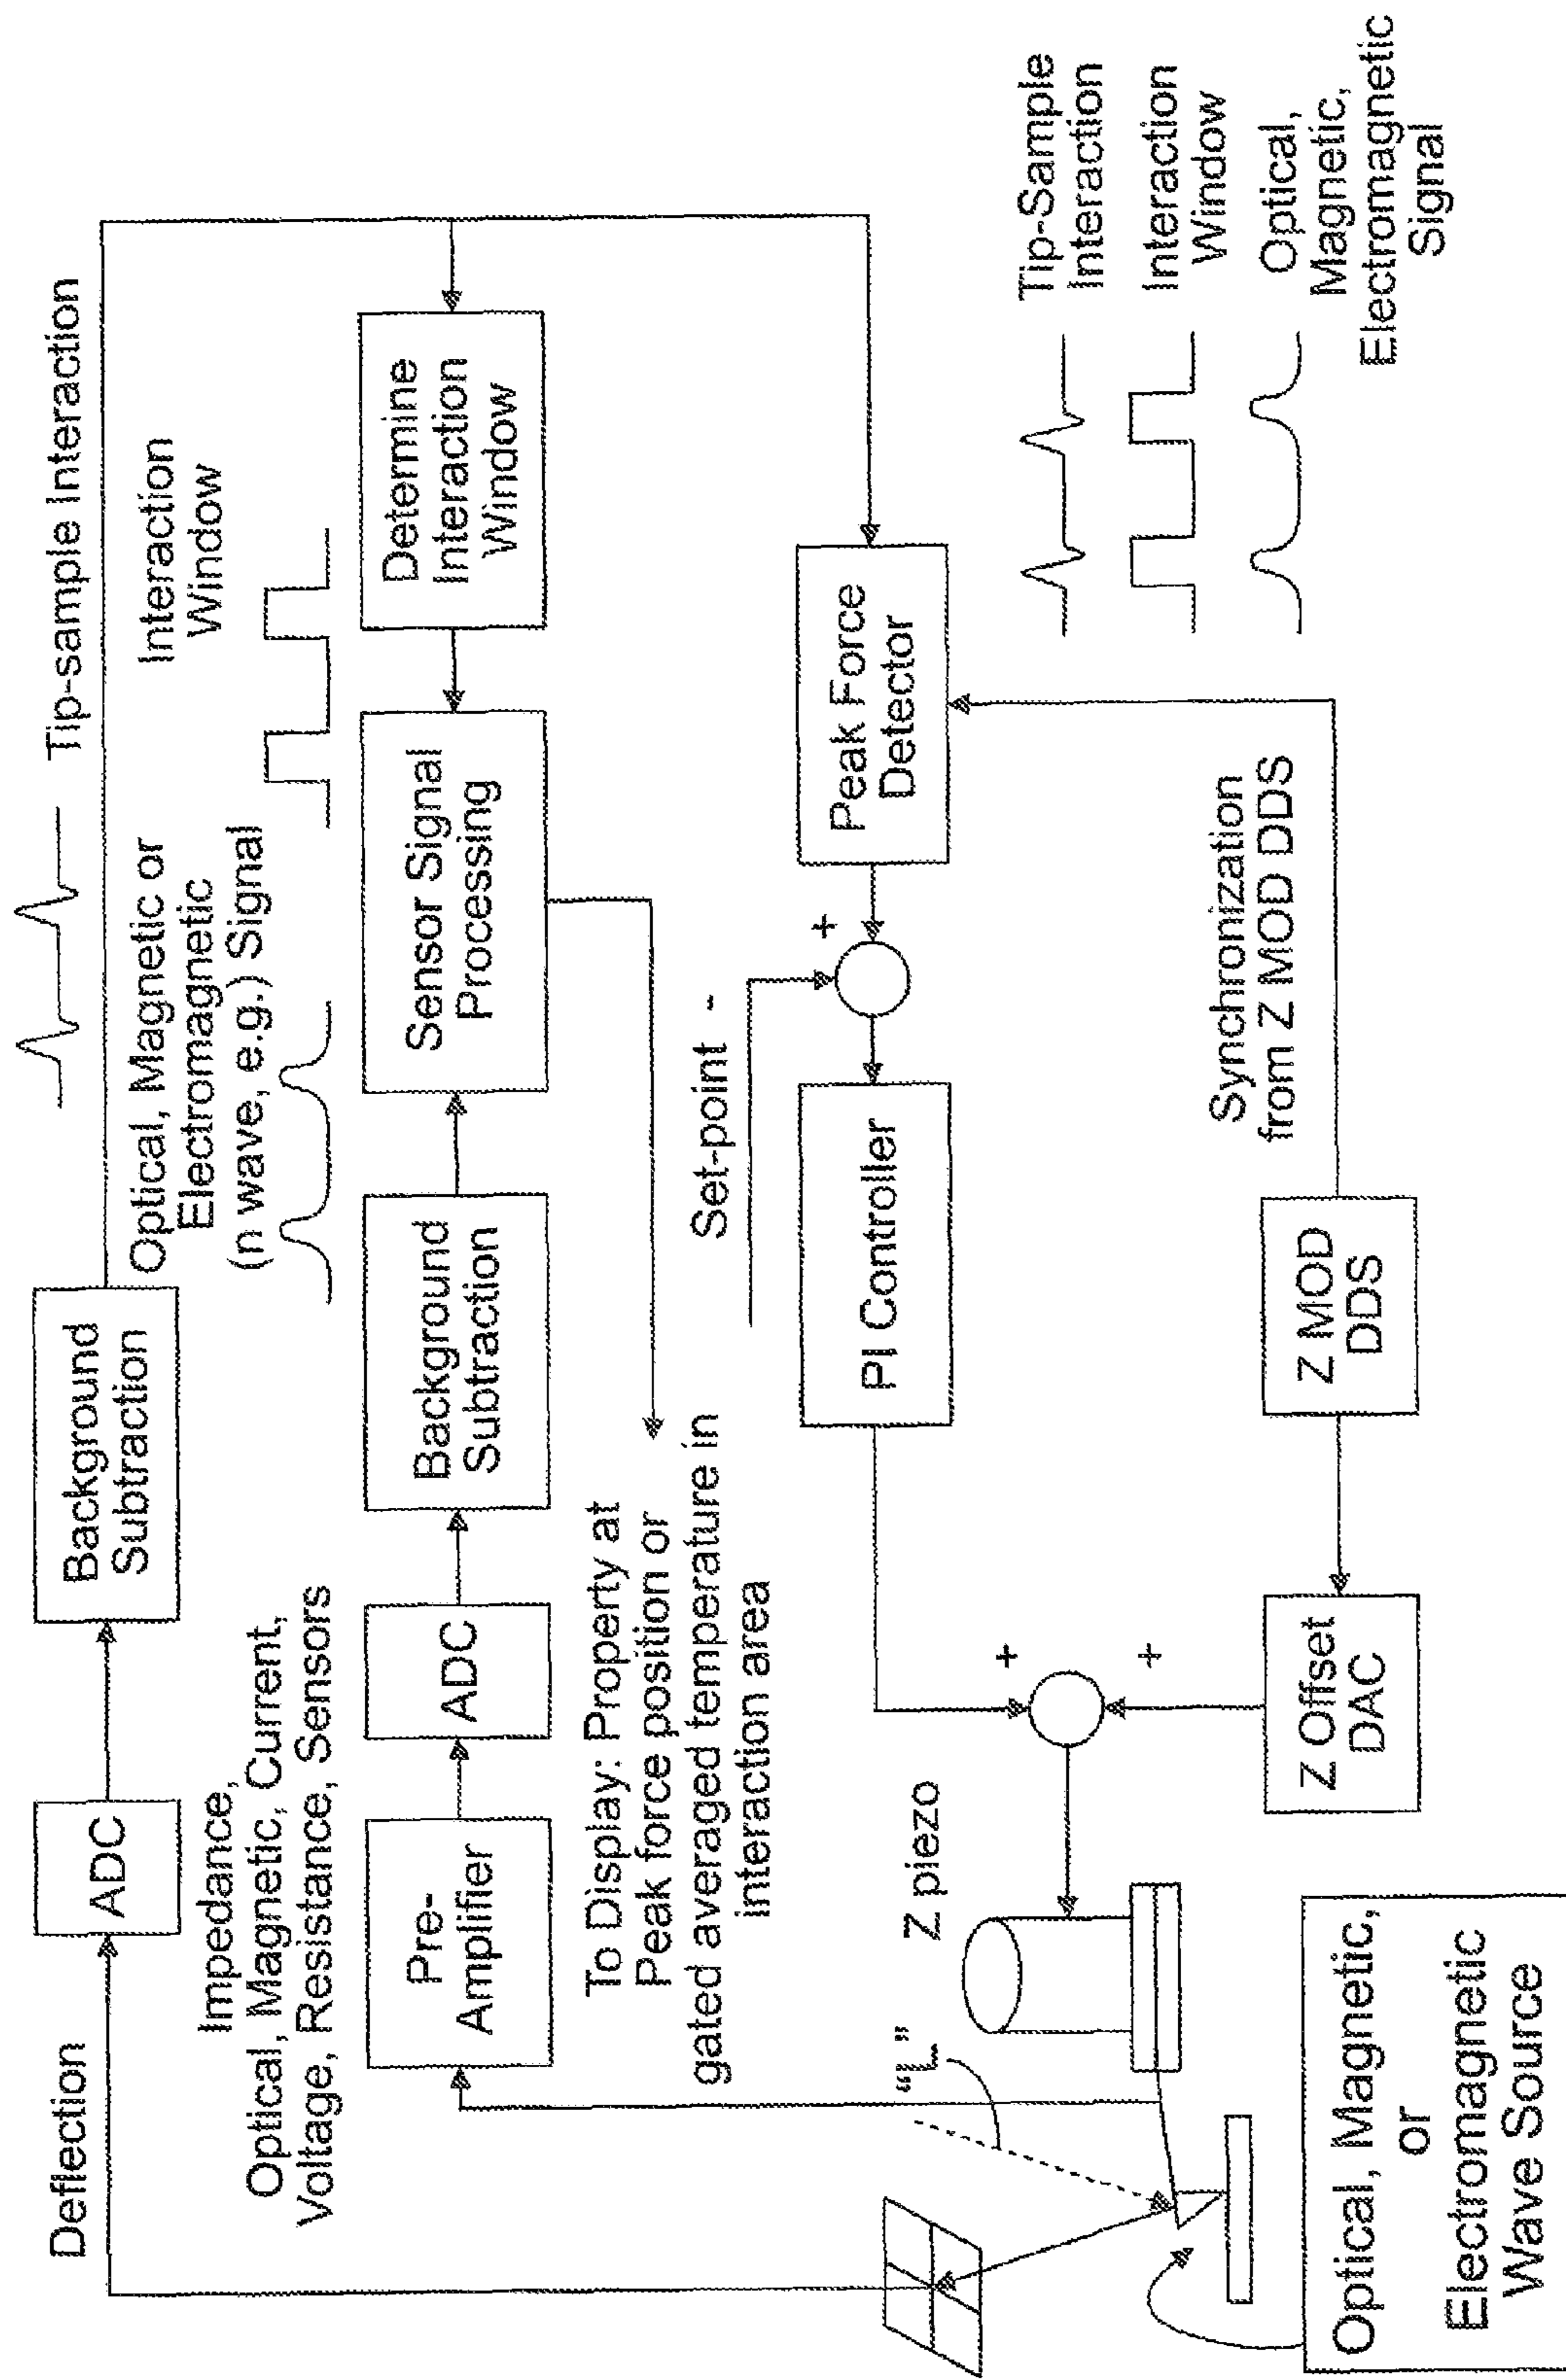 Deflection
ADC
Background
Subtraction
Tip-sample Interaction
Impedance,
Optical, Magnetic, Current,
Voltage, Resistance, Sensors
Optical, Magnetic or
Electromagnetic
(n wave, e.g.) Signal
Interaction
Window
Pre-
Amplifier
ADC
Background
Subtraction
Sensor Signal
Processing
Determine
Interaction
Window
To Display: Property at
Peak force position or
gated averaged temperature in
interaction area
Set-point -
+
PI Controller
Peak Force
Detector
"L"
Z piezo
+
+
Tip-Sample
Interaction
Interaction
Window
Optical,
Magnetic,
Electromagnetic
Signal
Synchronization
from Z MOD DDS
Z Offset
DAC
Z MOD
DDS
Optical, Magnetic,
or
Electromagnetic
Wave Source